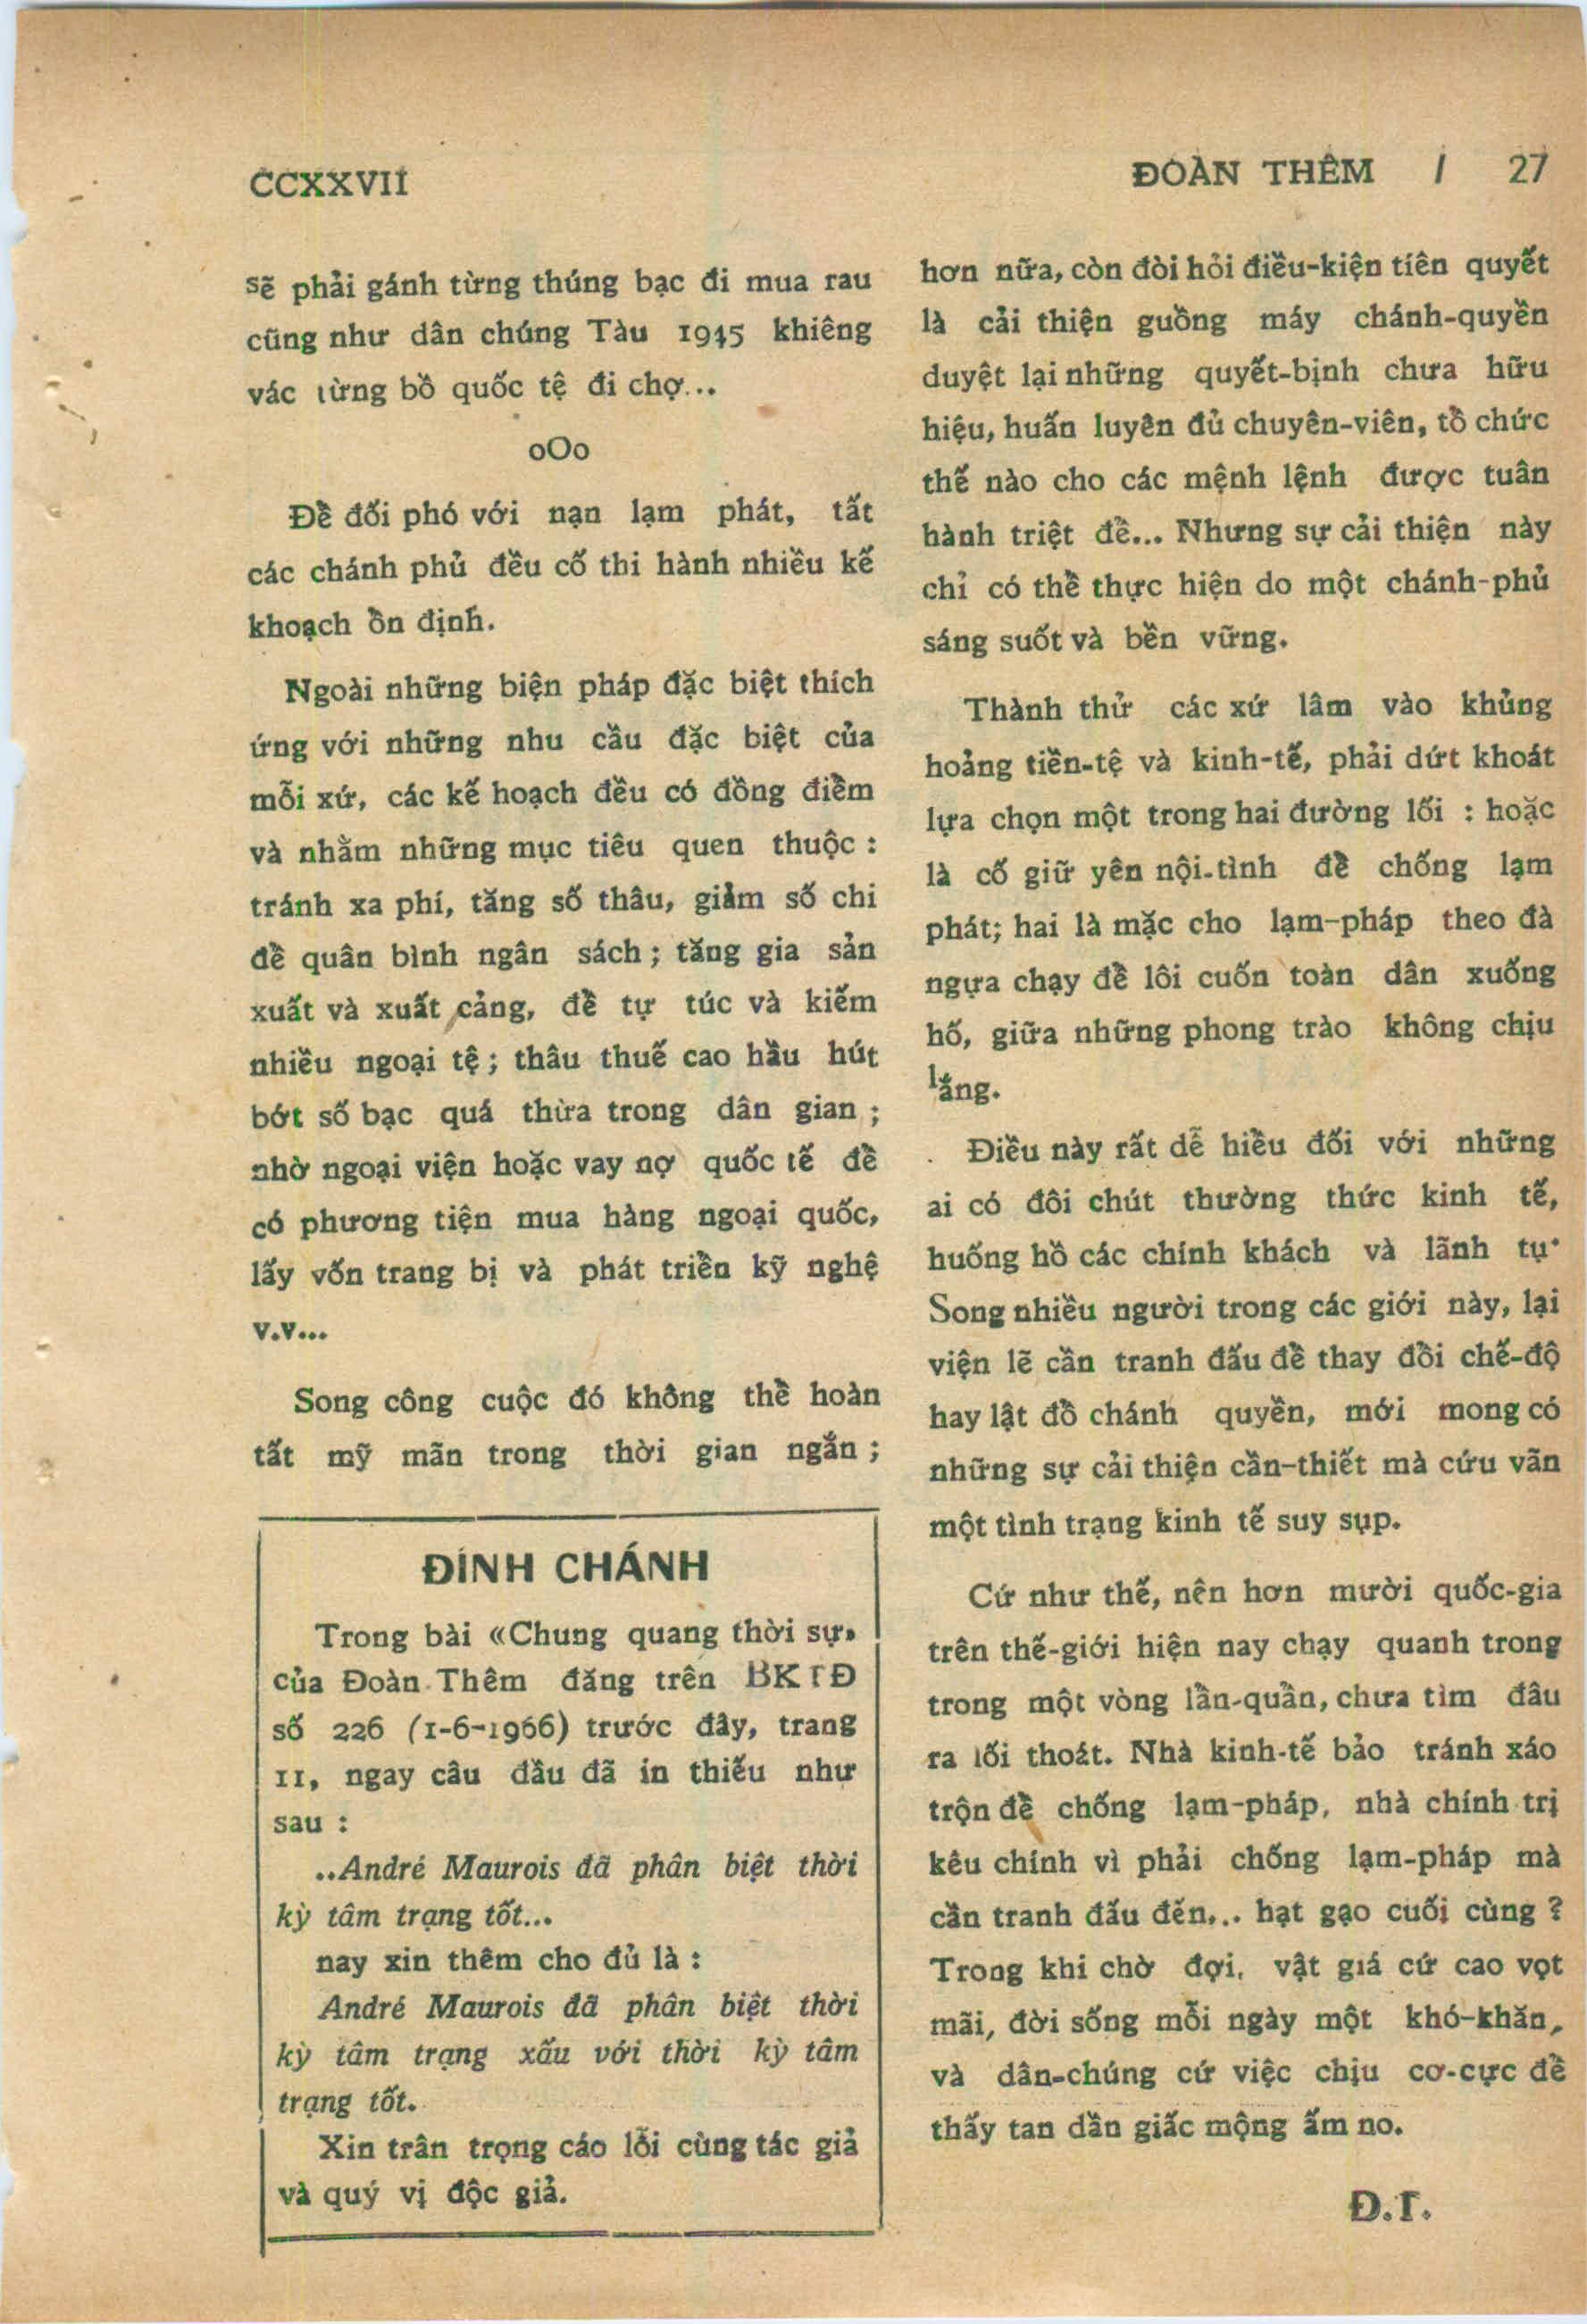 CCXXVII
ĐOÀN THÊM / 27
sẽ phải gánh từng thúng bạc đi mua rau
cũng như dân chúng Tàu 1945 khiêng
vác từng bồ quốc tệ đi chợ...
oOo
Để đối phó với nạn lạm phát, tất
các chánh phủ đều cố thi hành nhiều kế
khoạch ổn định.
Ngoài những biện pháp đặc biệt thích
ứng với những nhu cầu đặc biệt của
mỗi xứ, các kế hoạch đều có đồng điểm
và nhằm những mục tiêu quen thuộc :
tránh xa phí, tăng số thâu, giảm số chi
để quân bình ngân sách ; tăng gia sản
xuất và xuất cảng, để tự túc và kiếm
nhiều ngoại tệ ; thâu thuế cao hầu hút
bớt số bạc quá thừa trong dân gian ;
nhờ ngoại viện hoặc vay nợ quốc tế để
có phương tiện mua hàng ngoại quốc,
lấy vốn trang bị và phát triển kỹ nghệ
v.v...
Song công cuộc đó không thể hoàn
tất mỹ mãn trong thời gian ngắn ;
ĐÍNH CHÁNH
Trong bài «Chung quang thời sự»
của Đoàn Thêm đăng trên BKTĐ
số 226 (1-6-1966) trước đây, trang
11, ngay câu đầu đã in thiếu như
sau :
..André Maurois đã phân biệt thời
kỳ tâm trạng tốt...
nay xin thêm cho đủ là :
André Maurois đã phân biệt thời
kỳ tâm trạng xấu với thời kỳ tâm
trạng tốt.
Xin trân trọng cáo lỗi cùng tác giả
và quý vị độc giả.
hơn nữa, còn đòi hỏi điều-kiện tiên quyết
là cải thiện guồng máy chánh-quyền
duyệt lại những quyết-bịnh chưa hữu
hiệu, huấn luyên đủ chuyên-viên, tổ chức
thế nào cho các mệnh lệnh được tuân
hành triệt để... Nhưng sự cải thiện này
chỉ có thể thực hiện do một chánh-phủ
sáng suốt và bền vững.
Thành thử các xứ lâm vào khủng
hoảng tiền-tệ và kinh-tế, phải dứt khoát
lựa chọn một trong hai đường lối : hoặc
là cố giữ yên nội-tình để chống lạm
phát; hai là mặc cho lạm-pháp theo đà
ngựa chạy để lôi cuốn toàn dân xuống
hố, giữa những phong trào không chịu
lắng.
Điều này rất dễ hiểu đối với những
ai có đôi chút thường thức kinh tế,
huống hồ các chính khách và lãnh tụ.
Song nhiều người trong các giới này, lại
viện lẽ cần tranh đấu để thay đổi chế-độ
hay lật đổ chánh quyền, mới mong có
những sự cải thiện cần-thiết mà cứu vãn
một tình trạng kinh tế suy sụp.
Cứ như thế, nên hơn mười quốc-gia
trên thế-giới hiện nay chạy quanh trong
trong một vòng lẩn-quẩn, chưa tìm đâu
ra lối thoát. Nhà kinh-tế bảo tránh xáo
trộn để chống lạm-pháp, nhà chính trị
kêu chính vì phải chống lạm-pháp mà
cần tranh đấu đến... hạt gạo cuối cùng ?
Trong khi chờ đợi, vật giá cứ cao vọt
mãi, đời sống mỗi ngày một khó-khăn,
và dân-chúng cứ việc chịu cơ-cực để
thấy tan dần giấc mộng ấm no.
Đ.T.